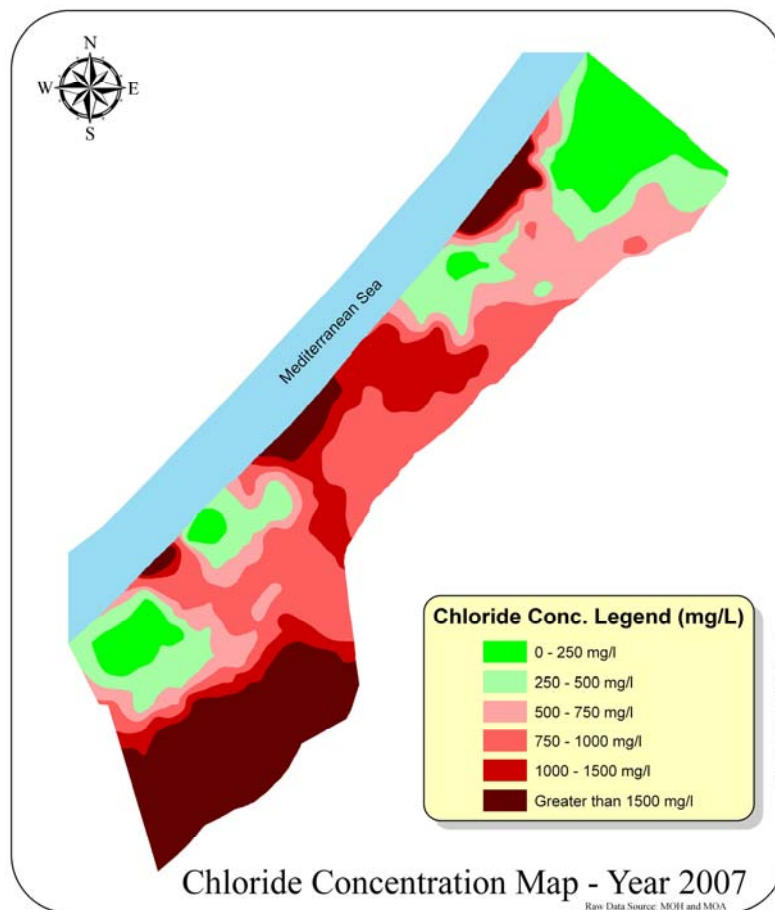 N
W E
S
Mediterranean Sea
Chloride Conc. Legend (mg/L)
0 - 250 mg/l
250 - 500 mg/l
500 - 750 mg/l
750 - 1000 mg/l
1000 - 1500 mg/l
Greater than 1500 mg/l
Chloride Concentration Map - Year 2007
Raw Data Source: MOH and MOA